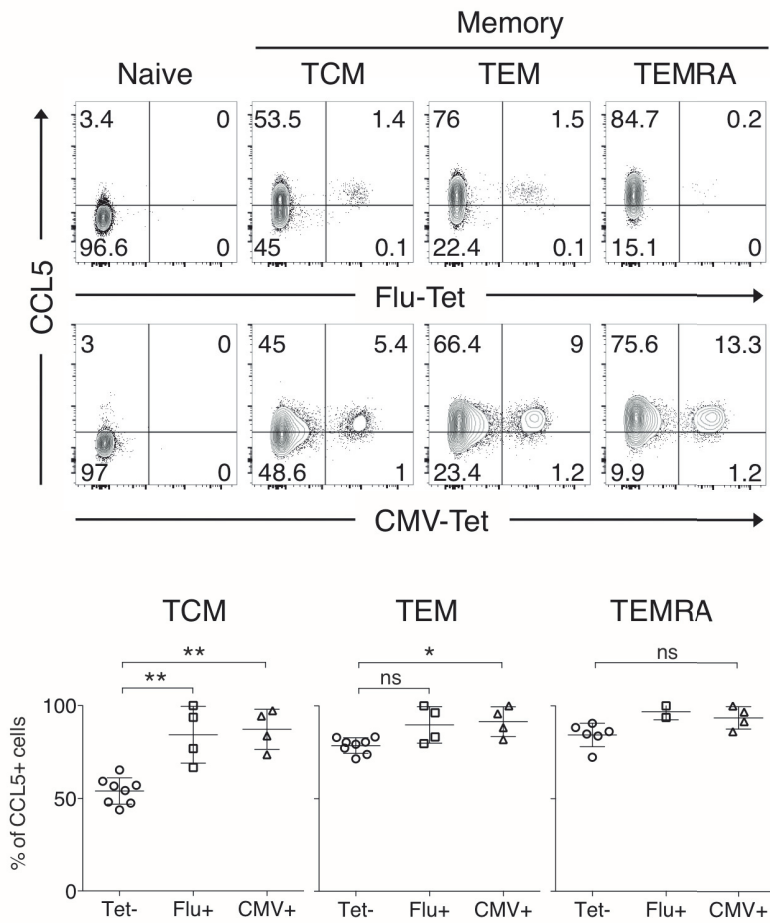 Memory
Naive TCM TEM TEMRA
3.4 0 53.5 1.4 76 1.5 84.7 0.2
96.6 0 45 0.1 22.4 0.1 15.1 0
Flu-Tet
CCL5
3 0 45 5.4 66.4 9 75.6 13.3
97 0 48.6 1 23.4 1.2 9.9 1.2
CMV-Tet
TCM TEM TEMRA
** * ns
** ns
100
50
0
% of CCL5+ cells
Tet- Flu+ CMV+ Tet- Flu+ CMV+ Tet- Flu+ CMV+